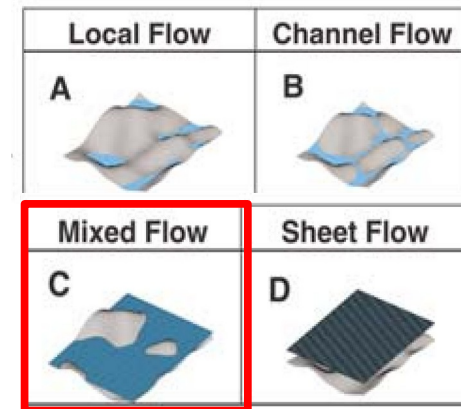 Local Flow
Channel Flow
A
B
Mixed Flow
Sheet Flow
C
D